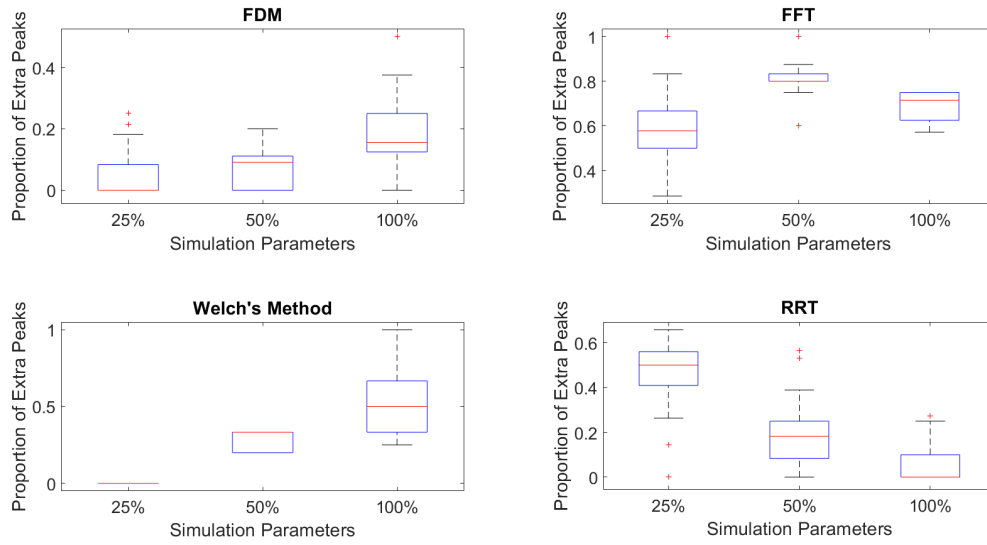 FDM
Proportion of Extra Peaks
0.4
0.2
0
25% 50% 100%
Simulation Parameters
FFT
Proportion of Extra Peaks
1
0.8
0.6
0.4
25% 50% 100%
Simulation Parameters
Welch's Method
Proportion of Extra Peaks
1
0.5
0
25% 50% 100%
Simulation Parameters
RRT
Proportion of Extra Peaks
0.6
0.4
0.2
0
25% 50% 100%
Simulation Parameters